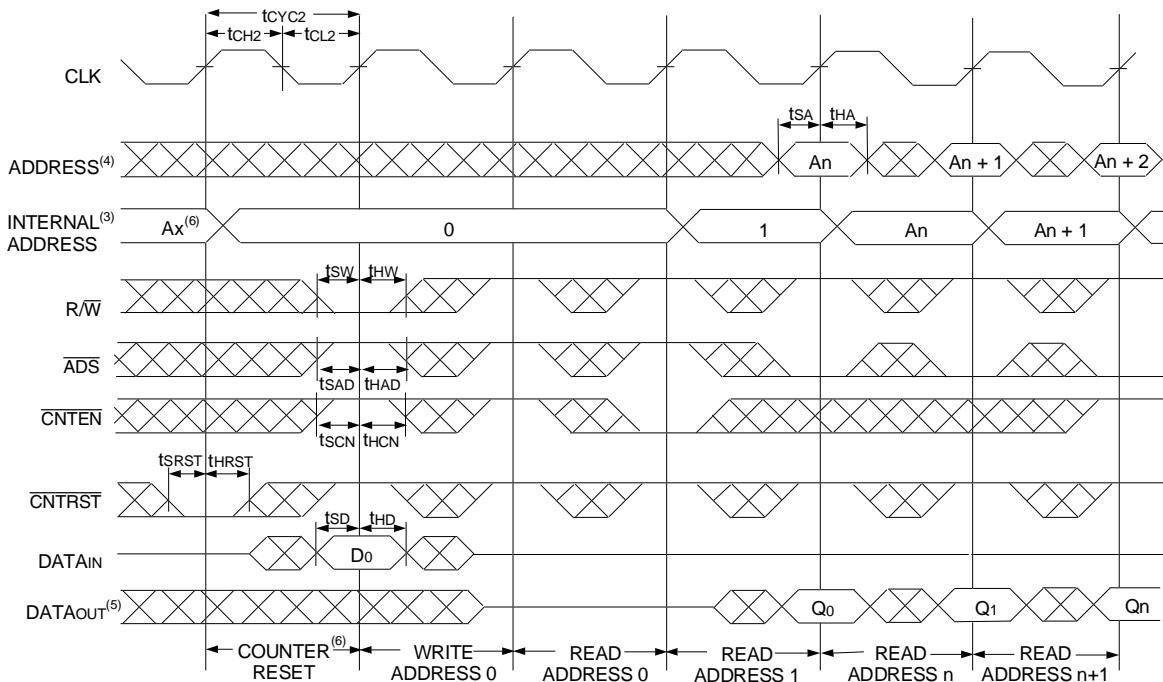 tCYC2
tCH2 tCL2
CLK
tSA tHA
ADDRESS(4) An An + 1 An + 2
INTERNAL(3) ADDRESS Ax(6) 0 1 An An + 1
tSW tHW
R/W
ADS
tSAD tHAD
CNTEN
tSCN tHCN
tSRST tHRST
CNTRST
tSD tHD
DATAIN D0
DATAOUT(5) Q0 Q1 Qn
COUNTER(6) RESET
WRITE ADDRESS 0
READ ADDRESS 0
READ ADDRESS 1
READ ADDRESS n
READ ADDRESS n+1